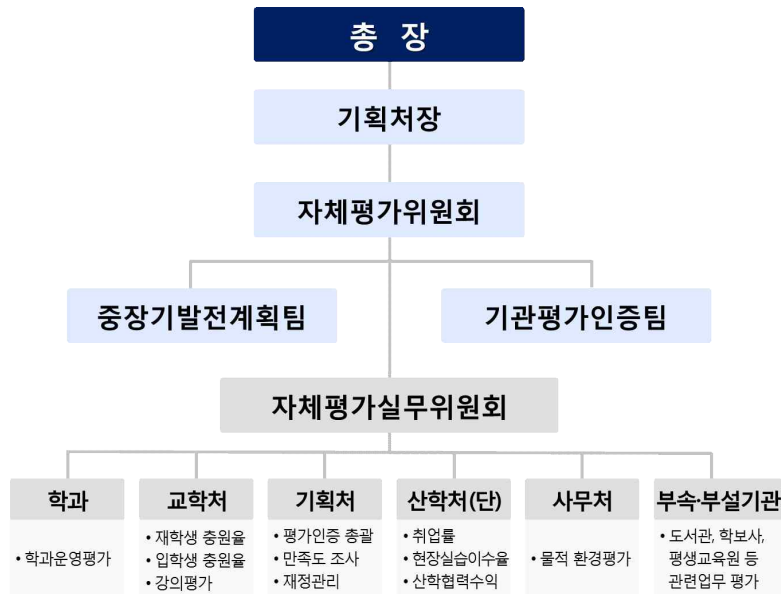 총 장
기획처장
자체평가위원회
중장기발전계획팀
기관평가인증팀
자체평가실무위원회
학과
• 학과운영평가
교학처
• 재학생 충원율
• 입학생 충원율
• 강의평가
기획처
• 평가인증 총괄
• 만족도 조사
• 재정관리
산학처(단)
• 취업률
• 현장실습이수율
• 산학협력수익
사무처
• 물적 환경평가
부속·부설기관
• 도서관, 학보사,
평생교육원 등
관련업무 평가